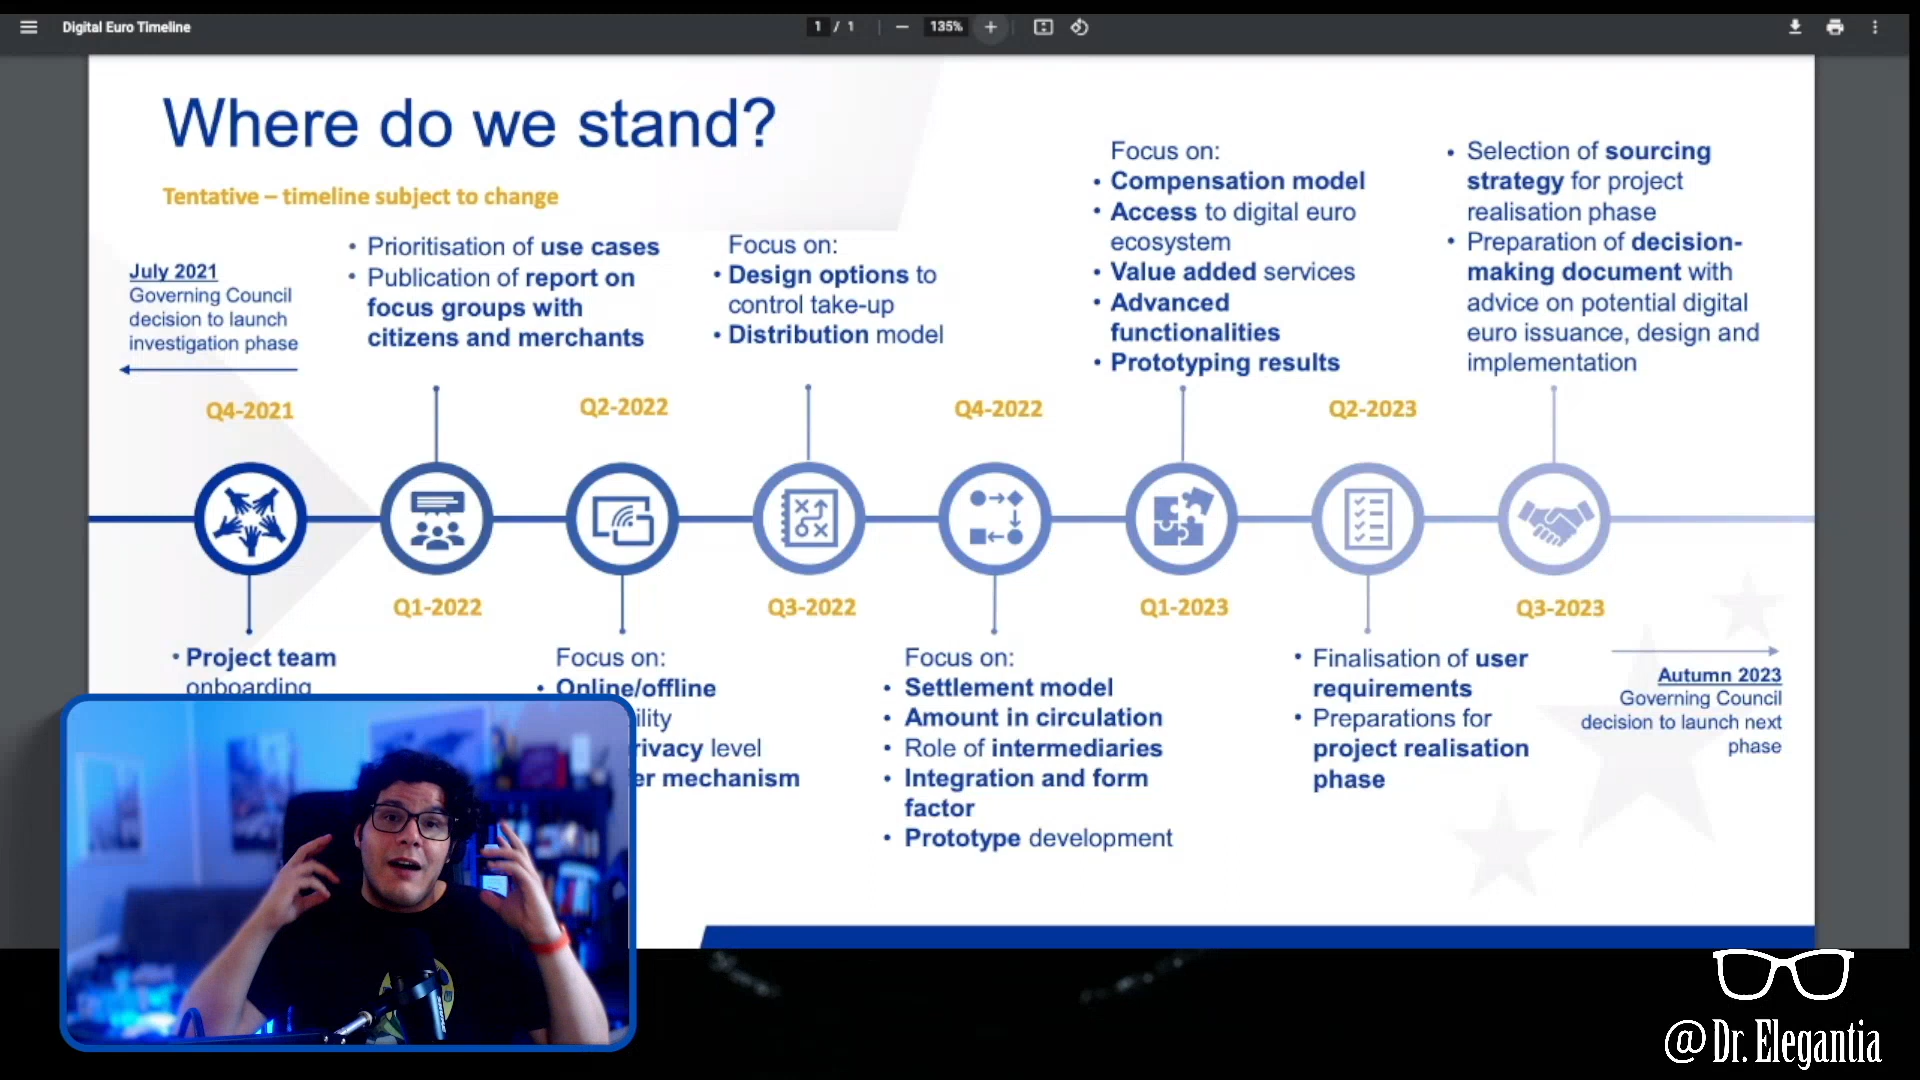 Digital Euro Timeline
1 / 1
135%
Where do we stand?
Tentative – timeline subject to change
July 2021
Governing Council
decision to launch
investigation phase
• Prioritisation of use cases
• Publication of report on
focus groups with
citizens and merchants
Focus on:
• Design options to
control take-up
• Distribution model
Focus on:
• Compensation model
• Access to digital euro
ecosystem
• Value added services
• Advanced
functionalities
• Prototyping results
• Selection of sourcing
strategy for project
realisation phase
• Preparation of decision-
making document with
advice on potential digital
euro issuance, design and
implementation
Q4-2021
Q2-2022
Q4-2022
Q2-2023
Q1-2022
Q3-2022
Q1-2023
Q3-2023
• Project team
onboarding
Focus on:
• Online/offline
ility
rivacy level
er mechanism
Focus on:
• Settlement model
• Amount in circulation
• Role of intermediaries
• Integration and form
factor
• Prototype development
• Finalisation of user
requirements
• Preparations for
project realisation
phase
Autumn 2023
Governing Council
decision to launch next
phase
@Dr. Elegantia